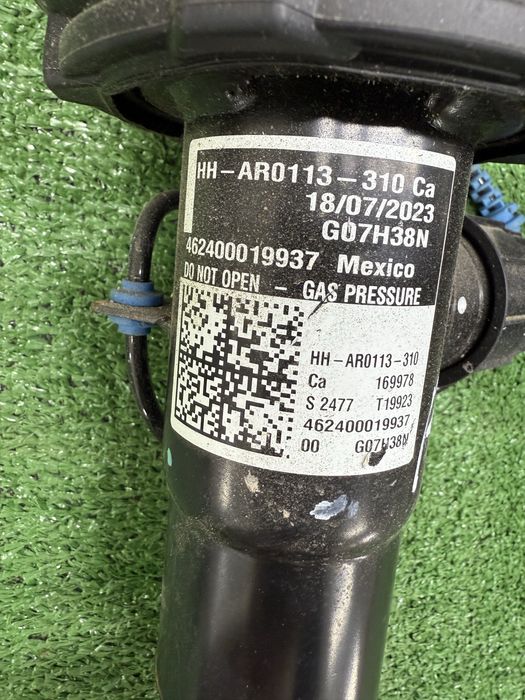 HH-AR0113-310 Ca
18/07/2023
G07H38N
462400019937 Mexico
DO NOT OPEN - GAS PRESSURE
HH-AR0113-310
Ca 169978
S 2477 T19923
462400019937
00 G07H38N